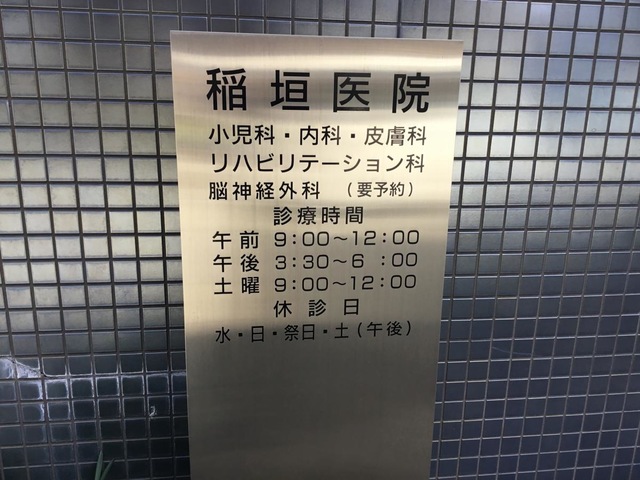 稲垣医院
小児科・内科・皮膚科
リハビリテーション科
脳神経外科 (要予約)
診療時間
午前 9:00～12:00
午後 3:30～6:00
土曜 9:00～12:00
休診日
水・日・祭日・土(午後)